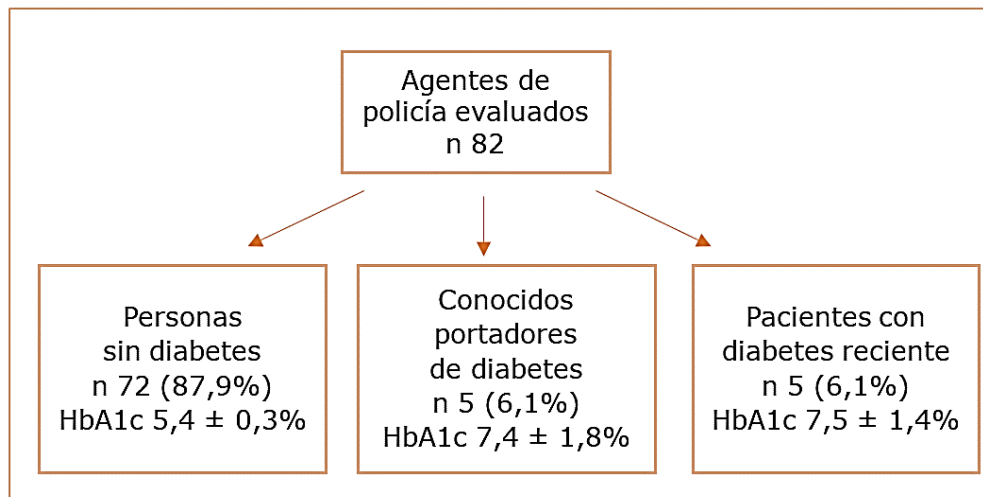 Agentes de
policía evaluados
n 82
Personas
sin diabetes
n 72 (87,9%)
HbA1c 5,4 ± 0,3%
Conocidos
portadores
de diabetes
n 5 (6,1%)
HbA1c 7,4 ± 1,8%
Pacientes con
diabetes reciente
n 5 (6,1%)
HbA1c 7,5 ± 1,4%